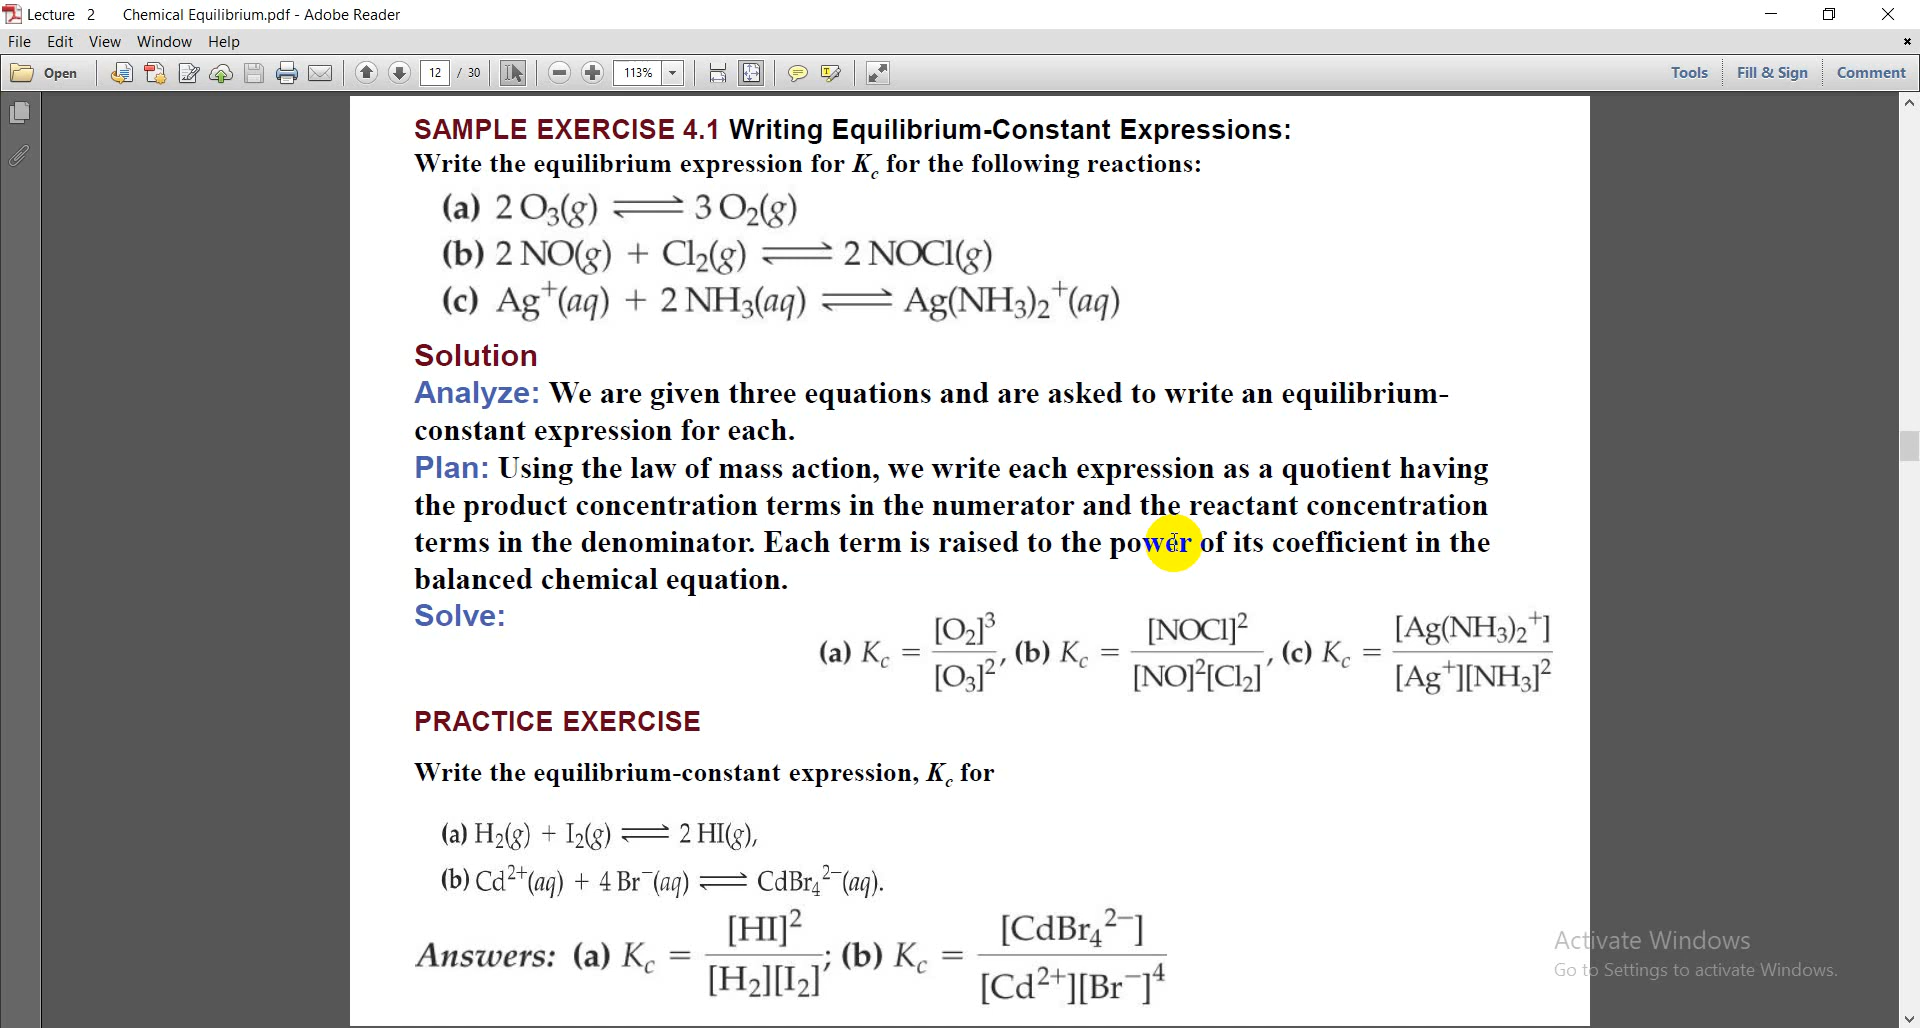 Lecture 2 Chemical Equilibrium.pdf - Adobe Reader
File Edit View Window Help
Open 12 / 30 113% Tools Fill & Sign Comment
SAMPLE EXERCISE 4.1 Writing Equilibrium-Constant Expressions:
Write the equilibrium expression for K_c for the following reactions:
(a) 2 O₃(g) ⇌ 3 O₂(g)
(b) 2 NO(g) + Cl₂(g) ⇌ 2 NOCl(g)
(c) Ag⁺(aq) + 2 NH₃(aq) ⇌ Ag(NH₃)₂⁺(aq)
Solution
Analyze: We are given three equations and are asked to write an equilibrium-
constant expression for each.
Plan: Using the law of mass action, we write each expression as a quotient having
the product concentration terms in the numerator and the reactant concentration
terms in the denominator. Each term is raised to the power of its coefficient in the
balanced chemical equation.
Solve:
(a) K_c = [O₂]³/[O₃]², (b) K_c = [NOCl]²/[NO]²[Cl₂], (c) K_c = [Ag(NH₃)₂⁺]/[Ag⁺][NH₃]²
PRACTICE EXERCISE
Write the equilibrium-constant expression, K_c for
(a) H₂(g) + I₂(g) ⇌ 2 HI(g),
(b) Cd²⁺(aq) + 4 Br⁻(aq) ⇌ CdBr₄²⁻(aq).
Answers: (a) K_c = [HI]²/[H₂][I₂]; (b) K_c = [CdBr₄²⁻]/[Cd²⁺][Br⁻]⁴
Activate Windows
Go to Settings to activate Windows.